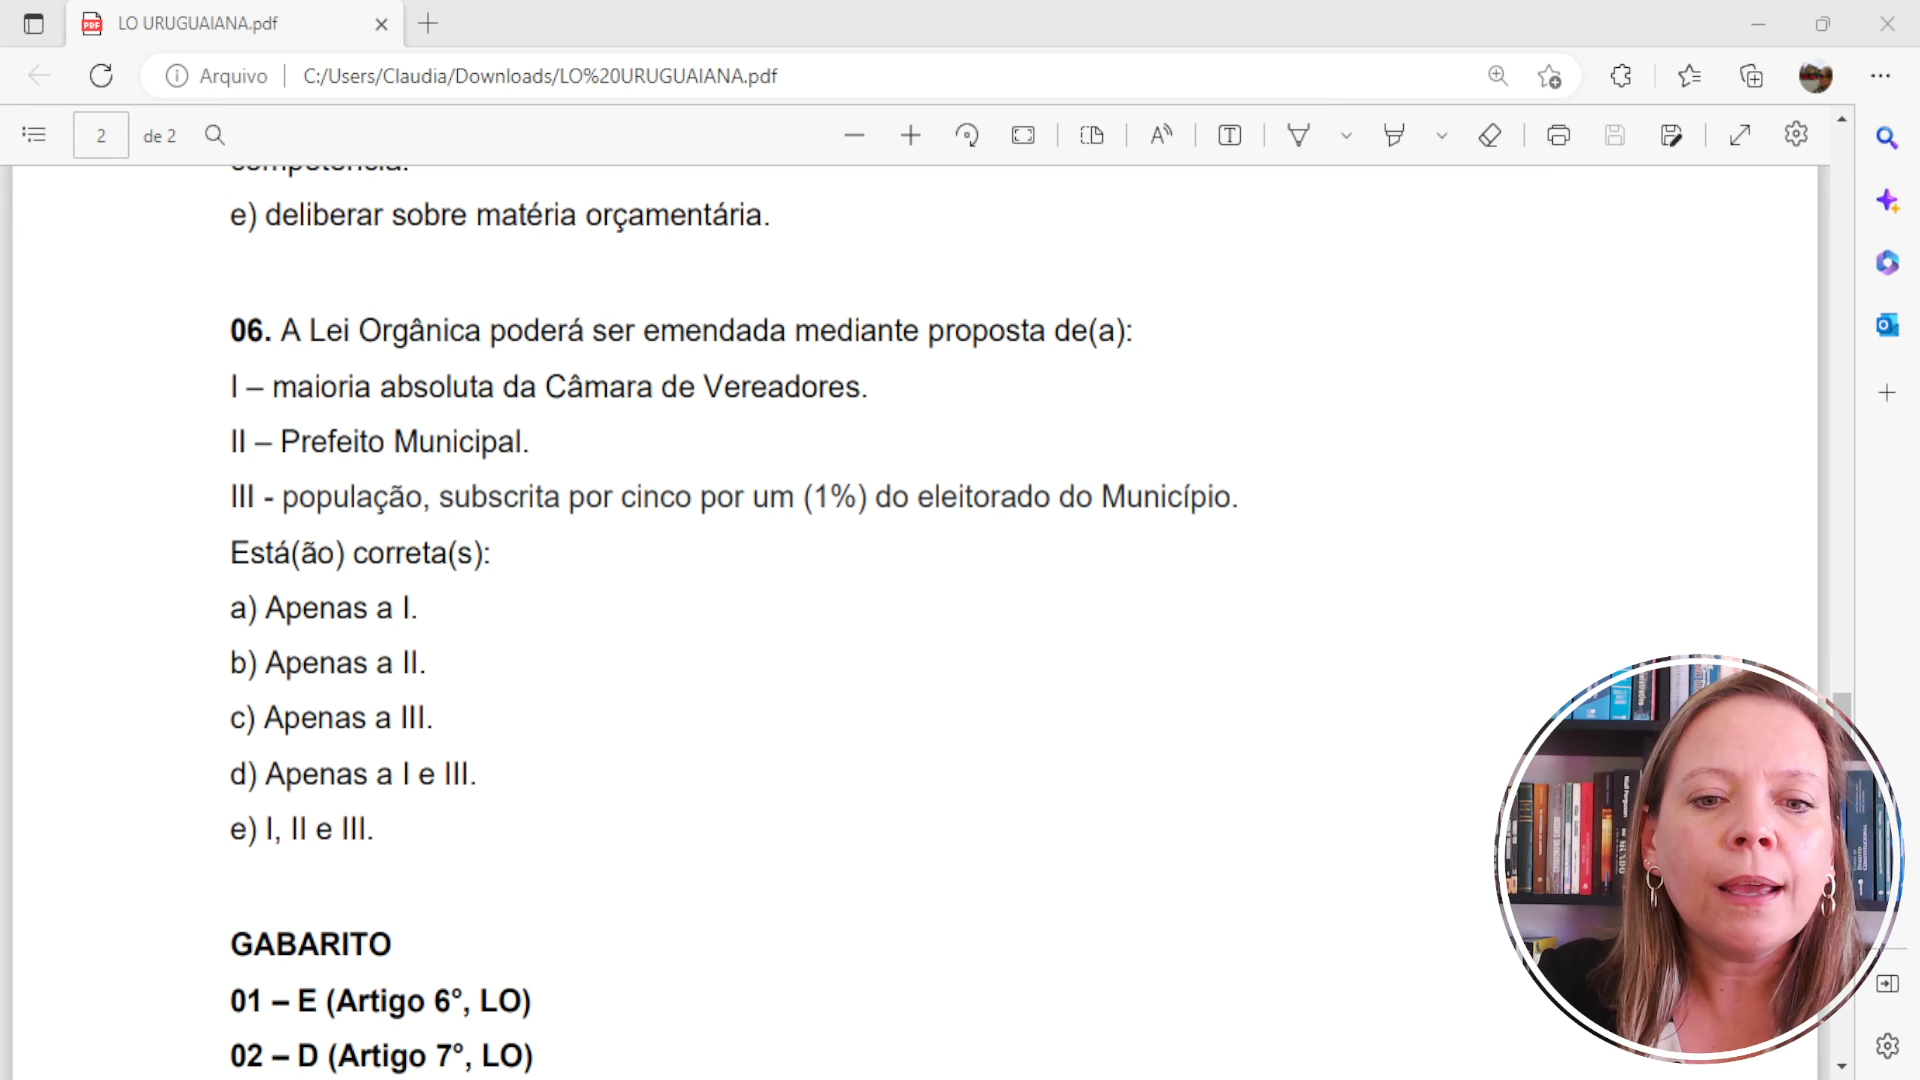 LO URUGUAIANA.pdf
Arquivo
C:/Users/Claudia/Downloads/LO%20URUGUAIANA.pdf
2
de 2
competência.
e) deliberar sobre matéria orçamentária.
06. A Lei Orgânica poderá ser emendada mediante proposta de(a):
I – maioria absoluta da Câmara de Vereadores.
II – Prefeito Municipal.
III - população, subscrita por cinco por um (1%) do eleitorado do Município.
Está(ão) correta(s):
a) Apenas a I.
b) Apenas a II.
c) Apenas a III.
d) Apenas a I e III.
e) I, II e III.
GABARITO
01 – E (Artigo 6°, LO)
02 – D (Artigo 7°, LO)